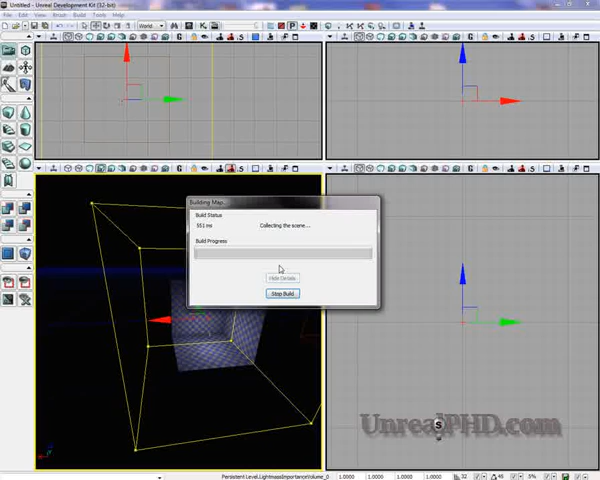 Untitled - Unreal Development Kit (32-bit)
File Edit View Brush Build Tools Help World
Building Map...
Build Status
551 ms Collecting the scene...
Build Progress
Hide Details
Stop Build
UnrealPHD.com
S
Persistent.Level.LightmassImportanceVolume_0 1.0000 1.0000 1.0000 1.0000 32 45 .5%